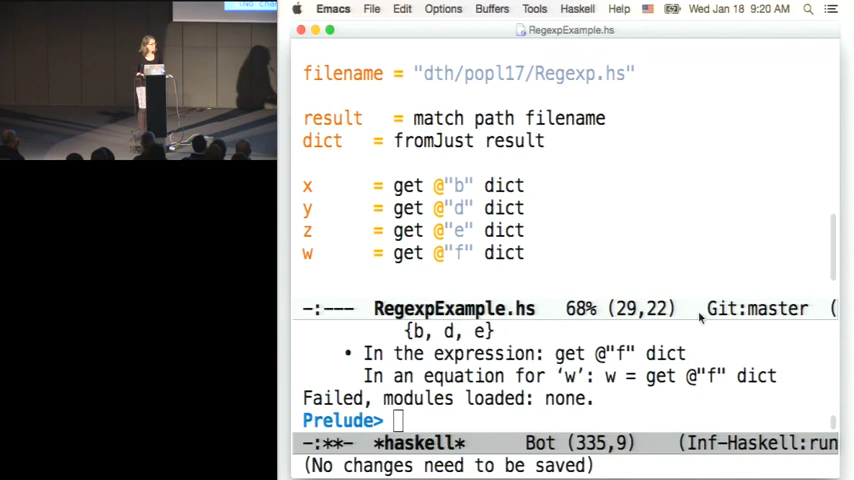 Emacs File Edit Options Buffers Tools Haskell Help Wed Jan 18 9:20 AM
RegexpExample.hs
filename = "dth/popl17/Regexp.hs"
result = match path filename
dict = fromJust result
x = get @"b" dict
y = get @"d" dict
z = get @"e" dict
w = get @"f" dict
-:--- RegexpExample.hs 68% (29,22) Git:master (
{b, d, e}
• In the expression: get @"f" dict
In an equation for ‘w’: w = get @"f" dict
Failed, modules loaded: none.
Prelude>
-:**- *haskell* Bot (335,9) (Inf-Haskell:run
(No changes need to be saved)